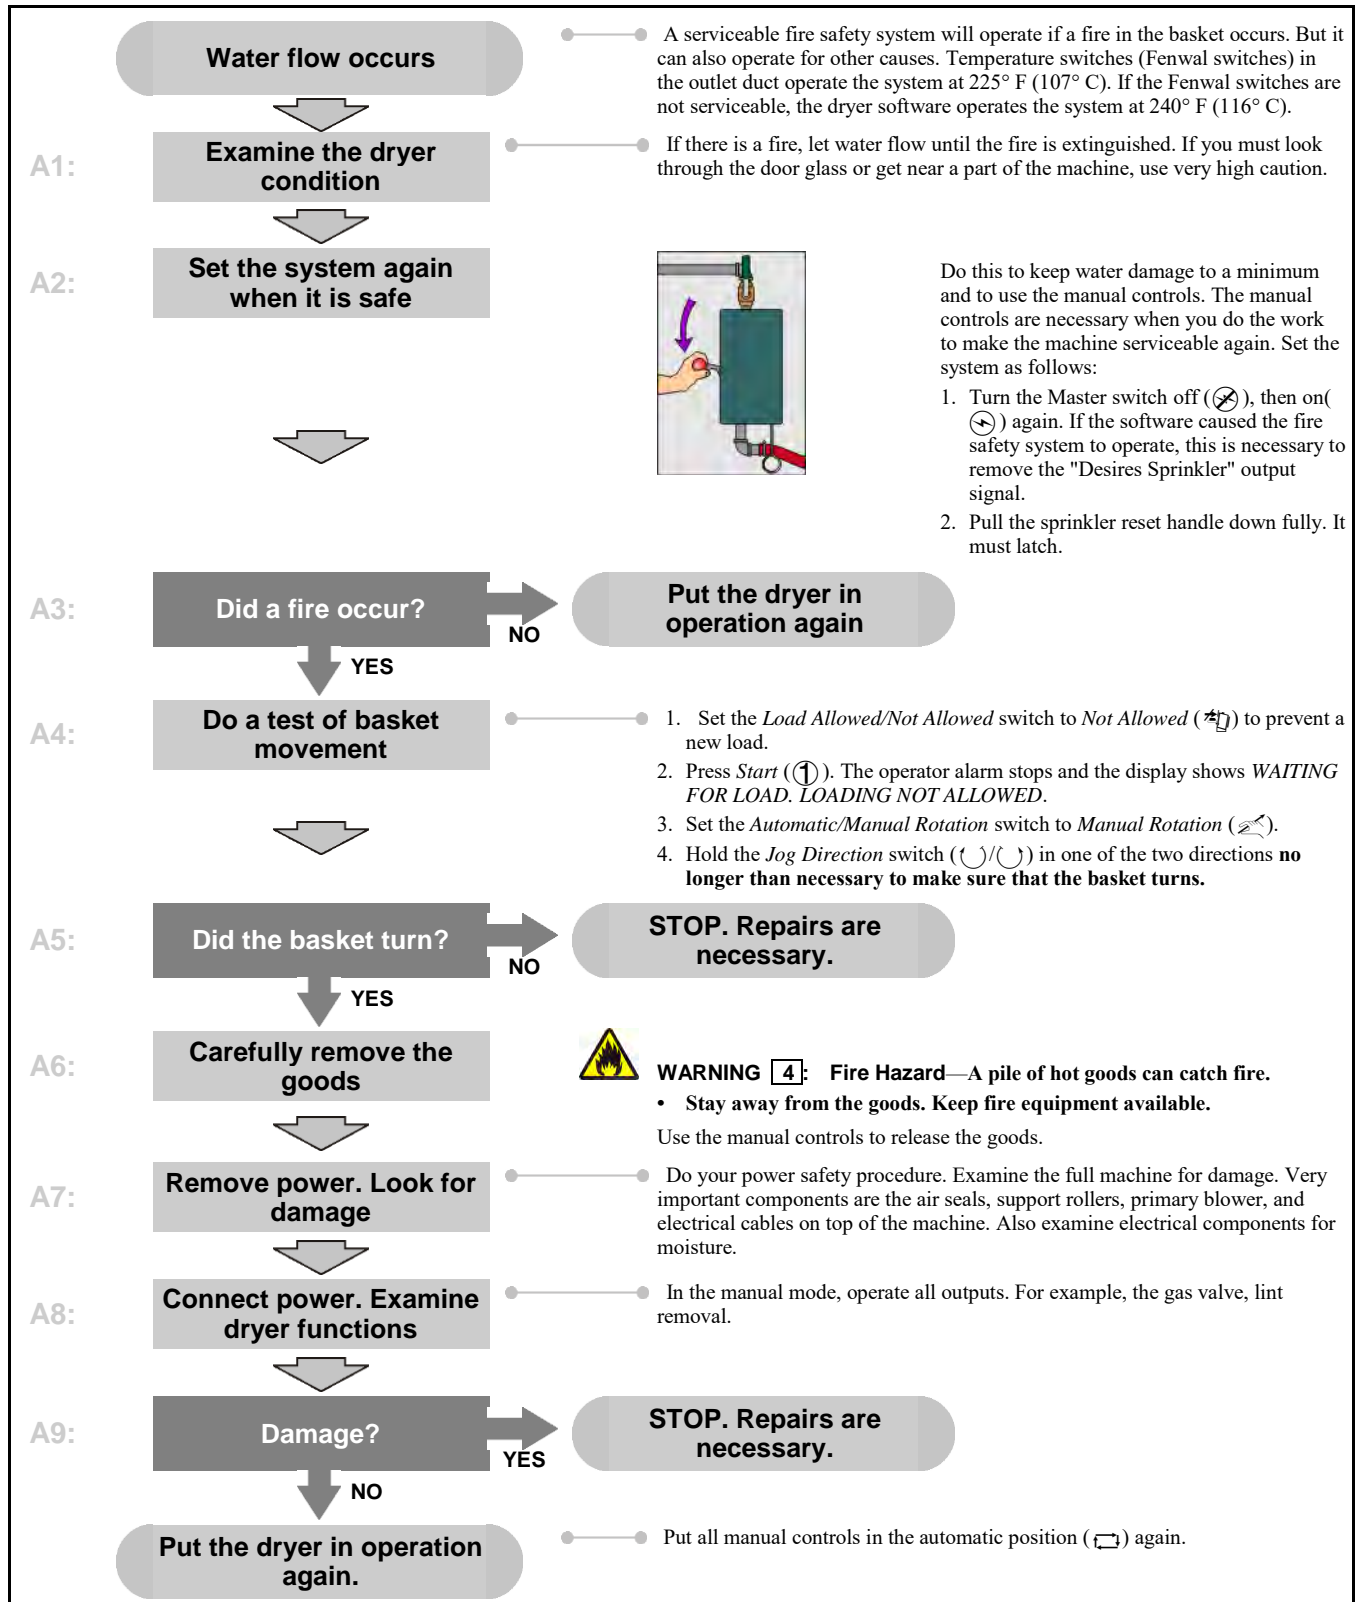 Water flow occurs
A serviceable fire safety system will operate if a fire in the basket occurs. But it
can also operate for other causes. Temperature switches (Fenwal switches) in
the outlet duct operate the system at 225° F (107° C). If the Fenwal switches are
not serviceable, the dryer software operates the system at 240° F (116° C).
A1:
Examine the dryer
condition
If there is a fire, let water flow until the fire is extinguished. If you must look
through the door glass or get near a part of the machine, use very high caution.
A2:
Set the system again
when it is safe
Do this to keep water damage to a minimum
and to use the manual controls. The manual
controls are necessary when you do the work
to make the machine serviceable again. Set the
system as follows:
1. Turn the Master switch off ( ), then on(
) again. If the software caused the fire
safety system to operate, this is necessary to
remove the "Desires Sprinkler" output
signal.
2. Pull the sprinkler reset handle down fully. It
must latch.
A3:
Did a fire occur?
NO
Put the dryer in
operation again
YES
A4:
Do a test of basket
movement
1. Set the Load Allowed/Not Allowed switch to Not Allowed ( ) to prevent a
new load.
2. Press Start (1). The operator alarm stops and the display shows WAITING
FOR LOAD. LOADING NOT ALLOWED.
3. Set the Automatic/Manual Rotation switch to Manual Rotation ( ).
4. Hold the Jog Direction switch ( / ) in one of the two directions no
longer than necessary to make sure that the basket turns.
A5:
Did the basket turn?
NO
STOP. Repairs are
necessary.
YES
A6:
Carefully remove the
goods
WARNING 4: Fire Hazard—A pile of hot goods can catch fire.
• Stay away from the goods. Keep fire equipment available.
Use the manual controls to release the goods.
A7:
Remove power. Look for
damage
Do your power safety procedure. Examine the full machine for damage. Very
important components are the air seals, support rollers, primary blower, and
electrical cables on top of the machine. Also examine electrical components for
moisture.
A8:
Connect power. Examine
dryer functions
In the manual mode, operate all outputs. For example, the gas valve, lint
removal.
A9:
Damage?
YES
STOP. Repairs are
necessary.
NO
Put the dryer in operation
again.
Put all manual controls in the automatic position ( ) again.